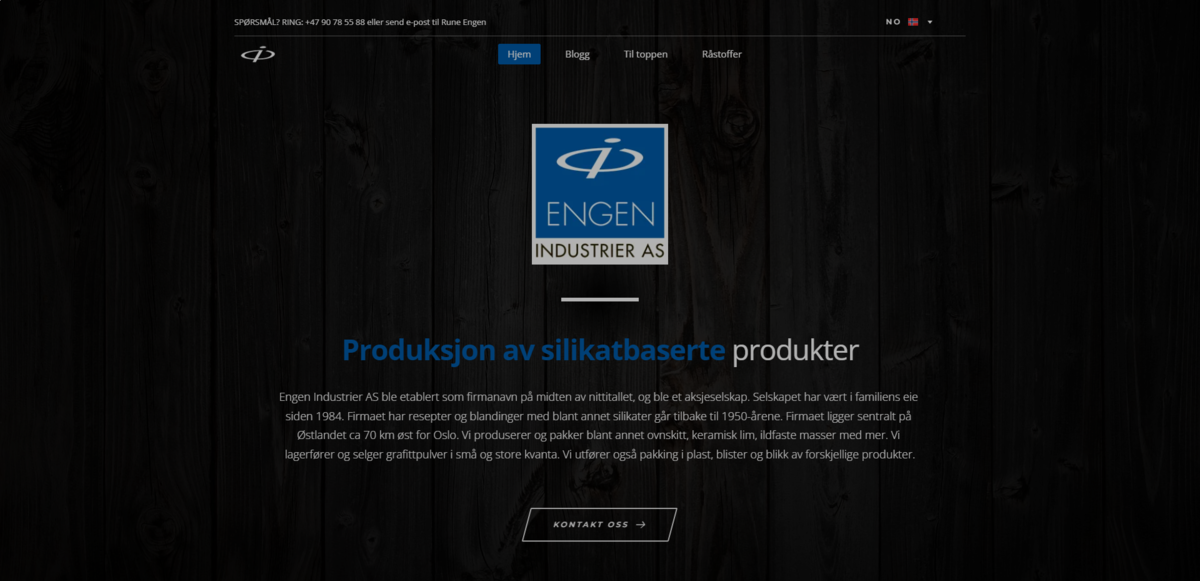 SPØRSMÅL? RING: +47 90 78 55 88 eller send e-post til Rune Engen
NO
Hjem Blogg Til toppen Råstoffer
ENGEN
INDUSTRIER AS
Produksjon av silikatbaserte produkter
Engen Industrier AS ble etablert som firmanavn på midten av nittitallet, og ble et aksjeselskap. Selskapet har vært i familiens eie
siden 1984. Firmaet har resepter og blandinger med blant annet silikater går tilbake til 1950-årene. Firmaet ligger sentralt på
Østlandet ca 70 km øst for Oslo. Vi produserer og pakker blant annet ovnskitt, keramisk lim, ildfaste masser med mer. Vi
lagerfører og selger grafittpulver i små og store kvanta. Vi utfører også pakking i plast, blister og blikk av forskjellige produkter.
KONTAKT OSS